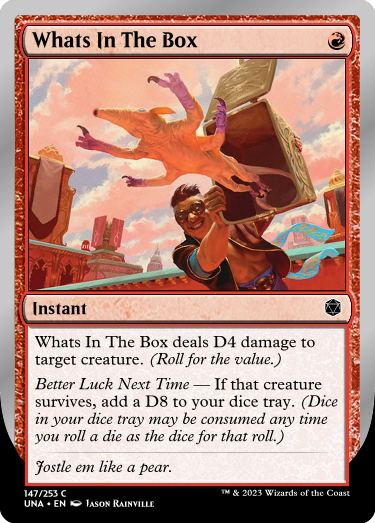 Whats In The Box
Instant
Whats In The Box deals D4 damage to
target creature. (Roll for the value.)
Better Luck Next Time — If that creature
survives, add a D8 to your dice tray. (Dice
in your dice tray may be consumed any time
you roll a die as the dice for that roll.)
Jostle em like a pear.
147/253 C
UNA • EN Jason Rainville
™ & © 2023 Wizards of the Coast